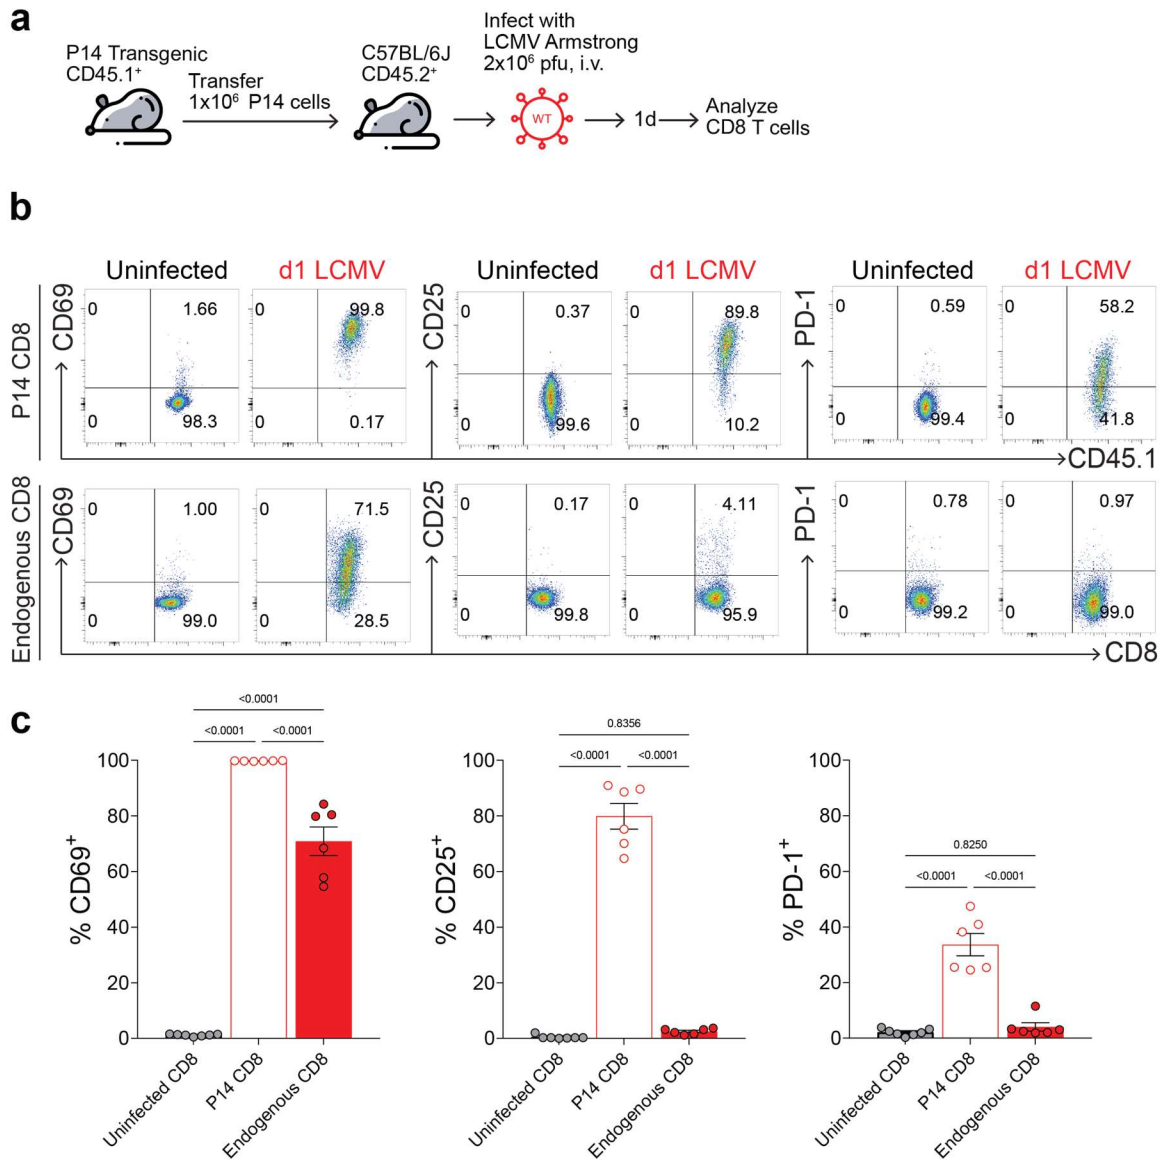 a
P14 Transgenic
CD45.1⁺
Transfer
1x10⁶ P14 cells
C57BL/6J
CD45.2⁺
Infect with
LCMV Armstrong
2x10⁶ pfu, i.v.
WT
1d
Analyze
CD8 T cells
b
Uninfected d1 LCMV Uninfected d1 LCMV Uninfected d1 LCMV
P14 CD8
CD69
0 1.66
0 98.3
0 99.8
0 0.17
CD25
0 0.37
0 99.6
0 89.8
0 10.2
PD-1
0 0.59
0 99.4
0 58.2
0 41.8
CD45.1
Endogenous CD8
CD69
0 1.00
0 99.0
0 71.5
0 28.5
CD25
0 0.17
0 99.8
0 4.11
0 95.9
PD-1
0 0.78
0 99.2
0 0.97
0 99.0
CD8
c
<0.0001
<0.0001 <0.0001
% CD69⁺
100
80
60
40
20
0
Uninfected CD8
P14 CD8
Endogenous CD8
0.8356
<0.0001 <0.0001
% CD25⁺
100
80
60
40
20
0
Uninfected CD8
P14 CD8
Endogenous CD8
0.8250
<0.0001 <0.0001
% PD-1⁺
100
80
60
40
20
0
Uninfected CD8
P14 CD8
Endogenous CD8